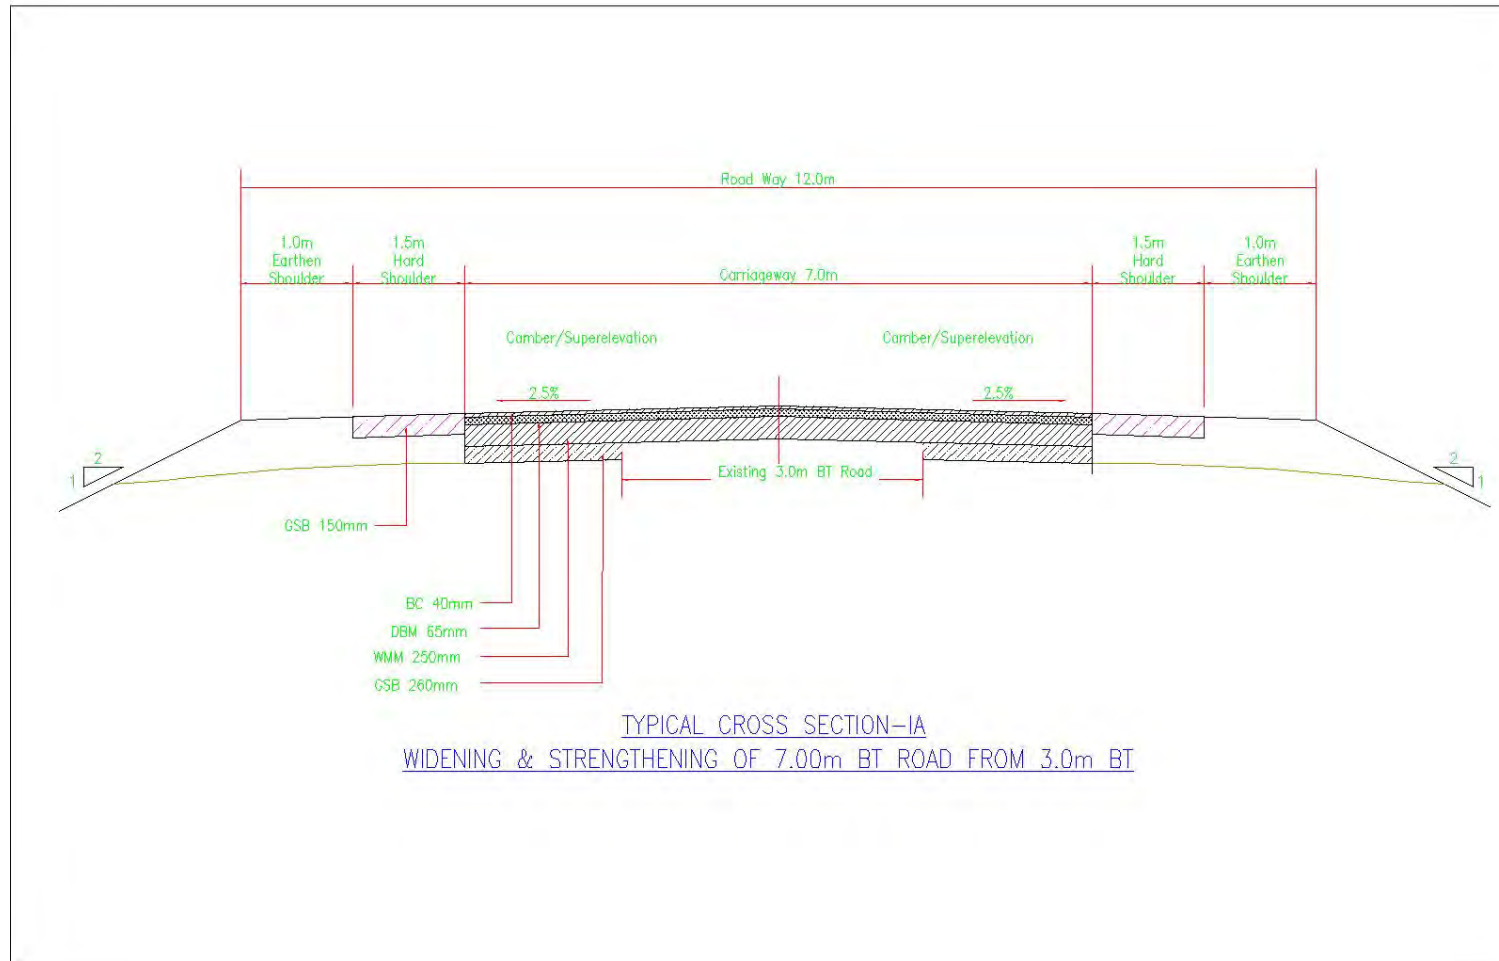 Road Way 12.0m
1.0m
Earthen
Shoulder
1.5m
Hard
Shoulder
Carriageway 7.0m
1.5m
Hard
Shoulder
1.0m
Earthen
Shoulder
Camber/Superelevation
Camber/Superelevation
2.5%
2.5%
2
1
Existing 3.0m BT Road
2
1
GSB 150mm
BC 40mm
DBM 65mm
WMM 250mm
GSB 260mm
TYPICAL CROSS SECTION-IA
WIDENING & STRENGTHENING OF 7.00m BT ROAD FROM 3.0m BT